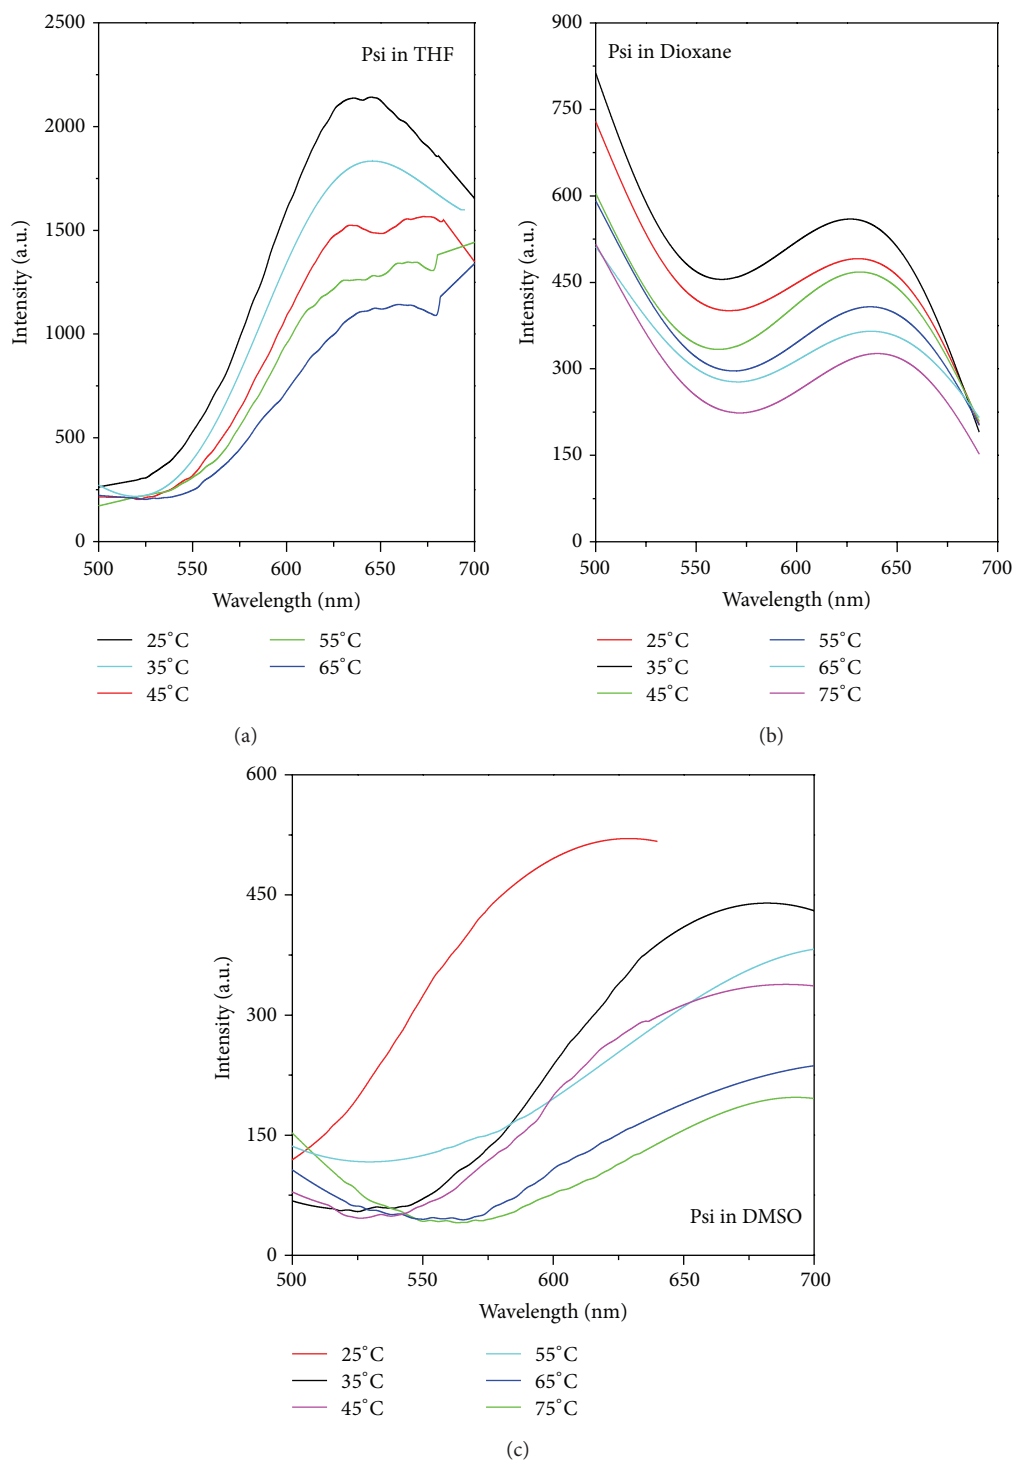 Psi in THF
Intensity (a.u.)
2500
2000
1500
1000
500
0
500 550 600 650 700
Wavelength (nm)
25°C 55°C
35°C 65°C
45°C
(a)
Psi in Dioxane
Intensity (a.u.)
900
750
600
450
300
150
0
500 550 600 650 700
Wavelength (nm)
25°C 55°C
35°C 65°C
45°C 75°C
(b)
Psi in DMSO
Intensity (a.u.)
600
450
300
150
0
500 550 600 650 700
Wavelength (nm)
25°C 55°C
35°C 65°C
45°C 75°C
(c)